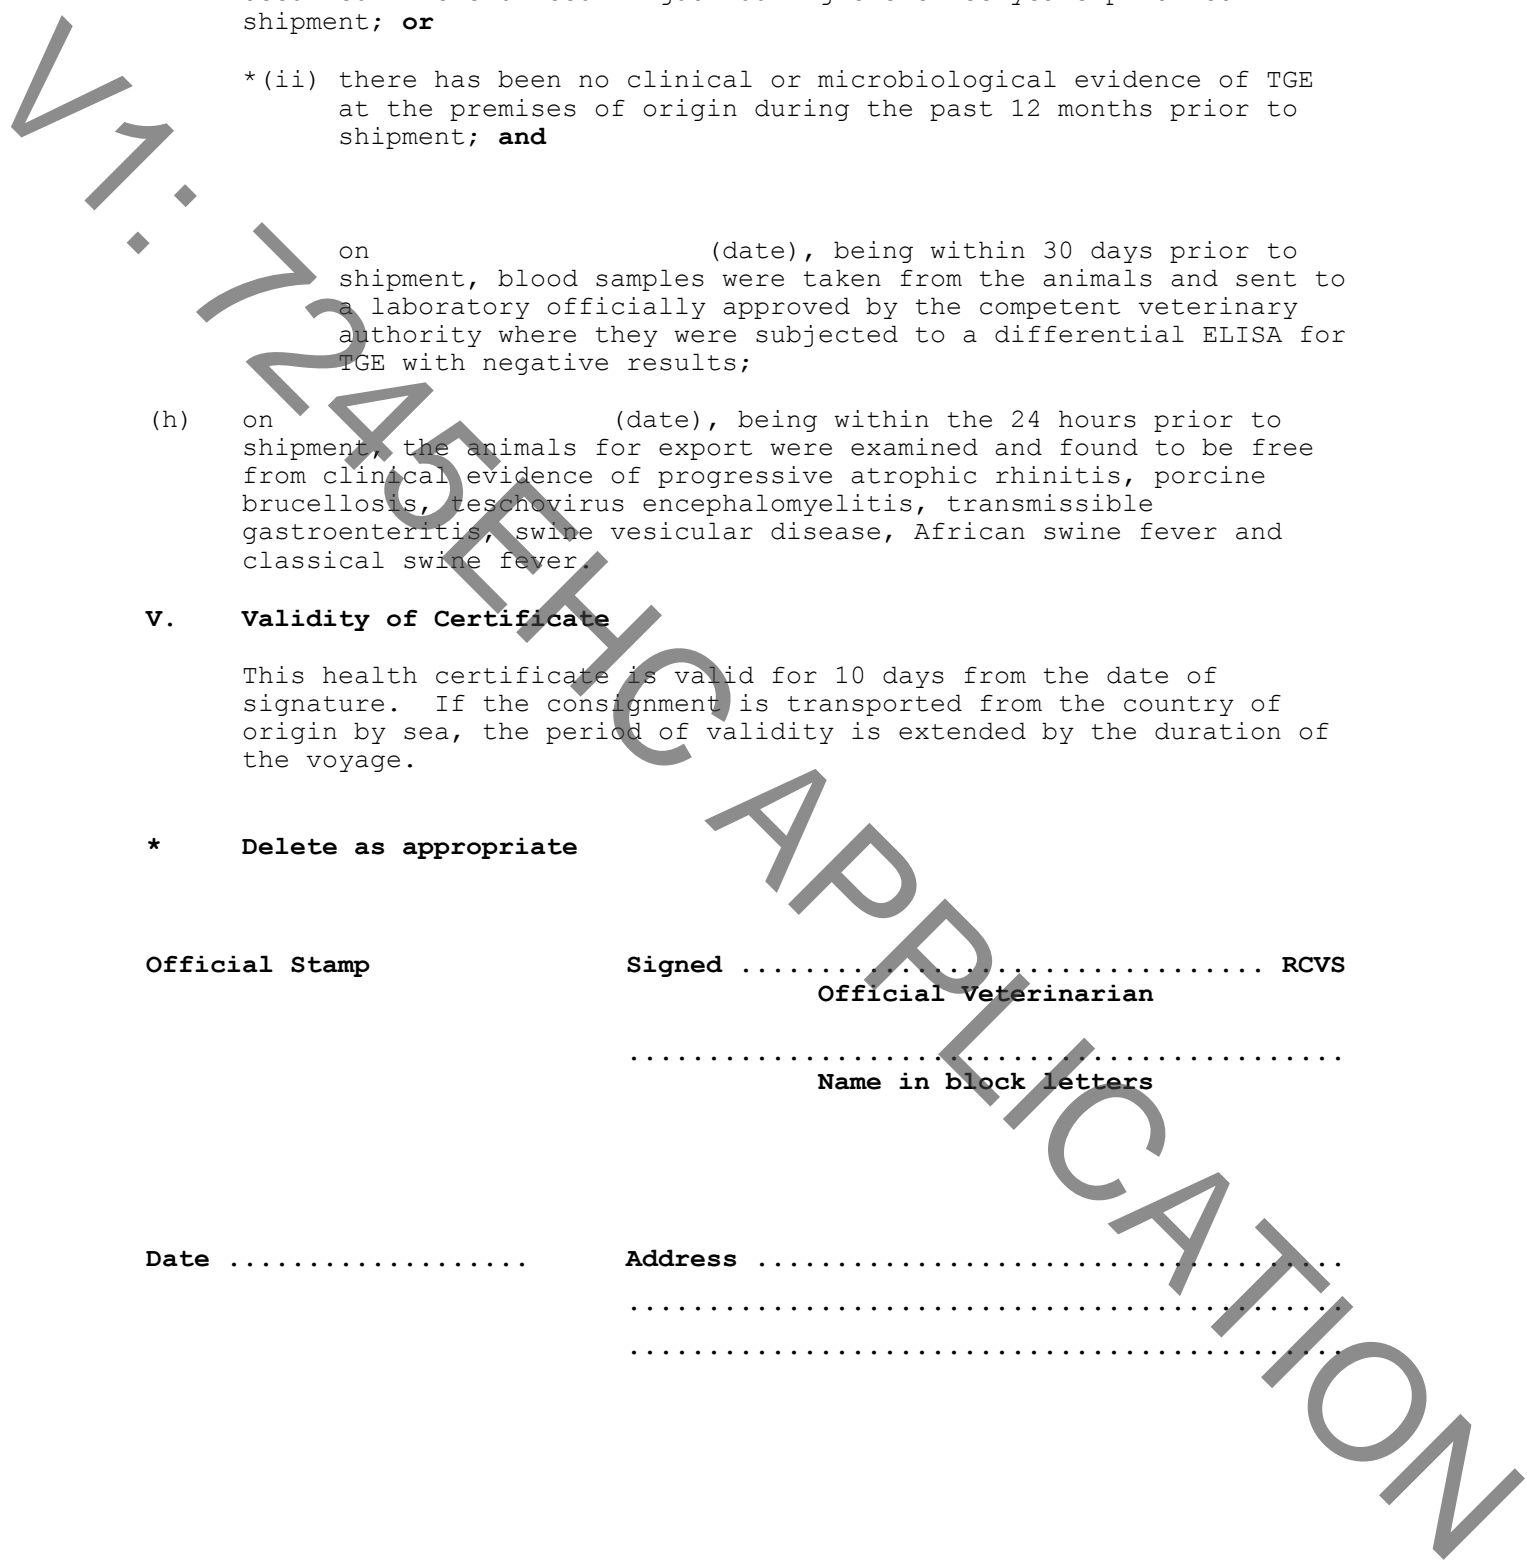 shipment; or
*(ii) there has been no clinical or microbiological evidence of TGE
at the premises of origin during the past 12 months prior to
shipment; and
on (date), being within 30 days prior to
shipment, blood samples were taken from the animals and sent to
a laboratory officially approved by the competent veterinary
authority where they were subjected to a differential ELISA for
TGE with negative results;
(h) on (date), being within the 24 hours prior to
shipment, the animals for export were examined and found to be free
from clinical evidence of progressive atrophic rhinitis, porcine
brucellosis, teschovirus encephalomyelitis, transmissible
gastroenteritis, swine vesicular disease, African swine fever and
classical swine fever.
V. Validity of Certificate
This health certificate is valid for 10 days from the date of
signature. If the consignment is transported from the country of
origin by sea, the period of validity is extended by the duration of
the voyage.
* Delete as appropriate
Official Stamp Signed ................................. RCVS
Official Veterinarian
.............................................
Name in block letters
Date ................... Address .....................................
.............................................
.............................................
V1: 7245EHC APPLICATION